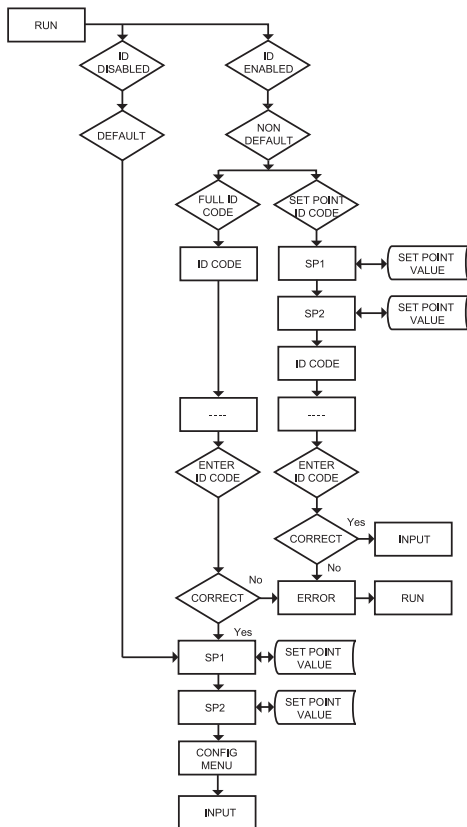 RUN
ID
DISABLED
ID
ENABLED
DEFAULT
NON
DEFAULT
FULL ID
CODE
SET POINT
ID CODE
ID CODE
SP1
SET POINT
VALUE
SP2
SET POINT
VALUE
ID CODE
----
----
ENTER
ID CODE
ENTER
ID CODE
CORRECT
Yes
INPUT
No
CORRECT
No
ERROR
RUN
Yes
SP1
SET POINT
VALUE
SP2
SET POINT
VALUE
CONFIG
MENU
INPUT